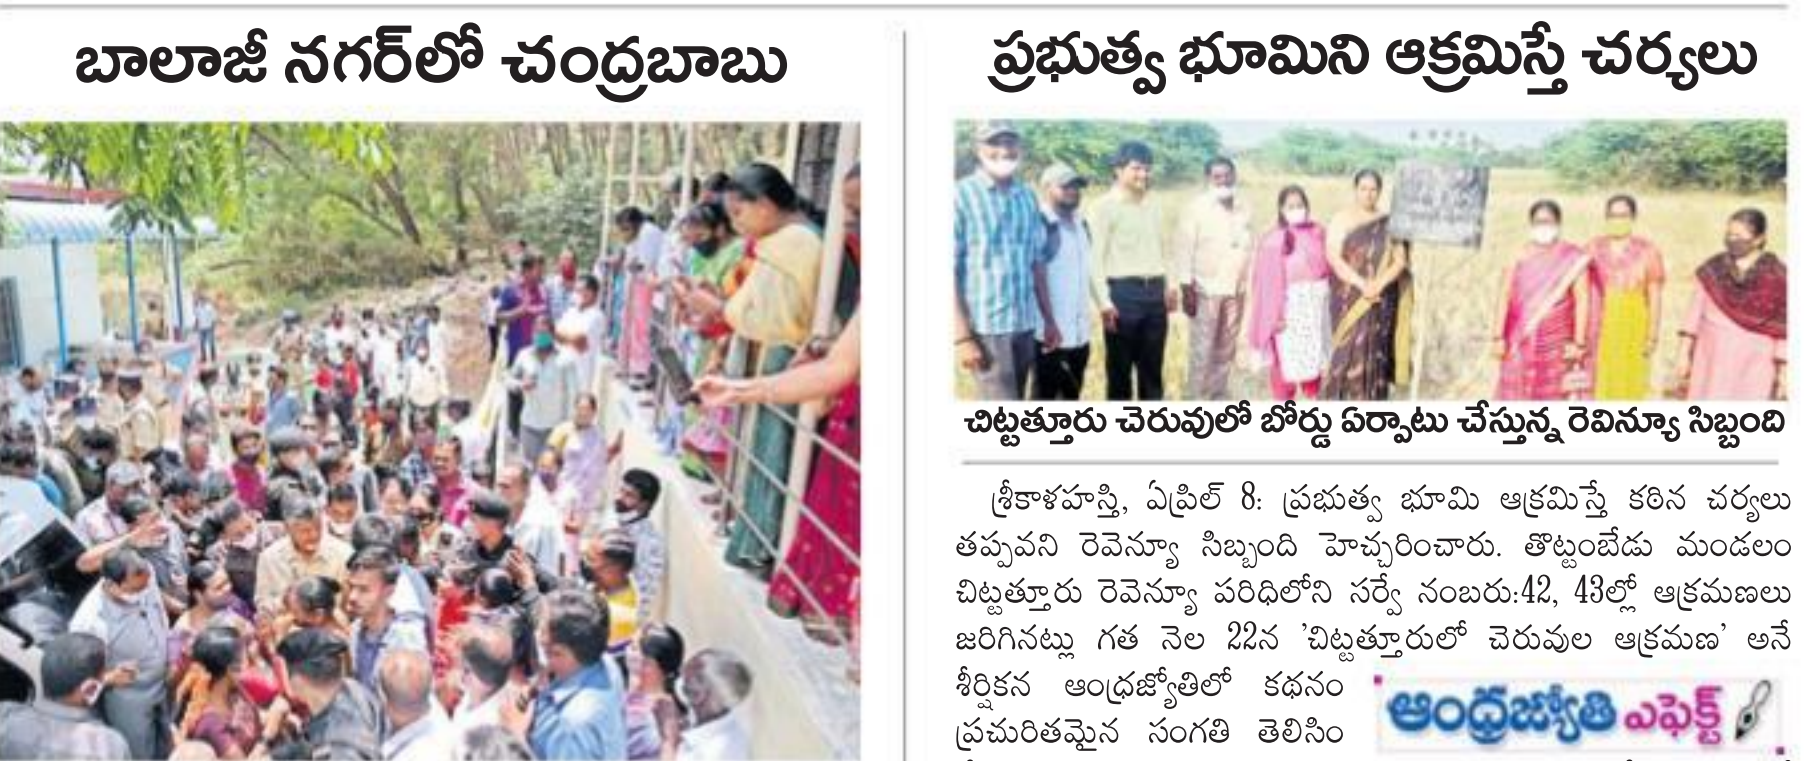 బాలాజీ నగర్‌లో చంద్రబాబు
ప్రభుత్వ భూమిని ఆక్రమిస్తే చర్యలు
చిట్టత్తూరు చెరువులో బోర్డు ఏర్పాటు చేస్తున్న రెవిన్యూ సిబ్బంది
శ్రీకాళహస్తి, ఏప్రిల్ 8: ప్రభుత్వ భూమి ఆక్రమిస్తే కఠిన చర్యలు
తప్పవని రెవెన్యూ సిబ్బంది హెచ్చరించారు. తొట్టంబేడు మండలం
చిట్టత్తూరు రెవెన్యూ పరిధిలోని సర్వే నంబరు:42, 43ల్లో ఆక్రమణలు
జరిగినట్లు గత నెల 22న 'చిట్టత్తూరులో చెరువుల ఆక్రమణ' అనే
శీర్షికన ఆంధ్రజ్యోతిలో కథనం
ప్రచురితమైన సంగతి తెలిసిం
ఆంధ్రజ్యోతి ఎఫెక్ట్